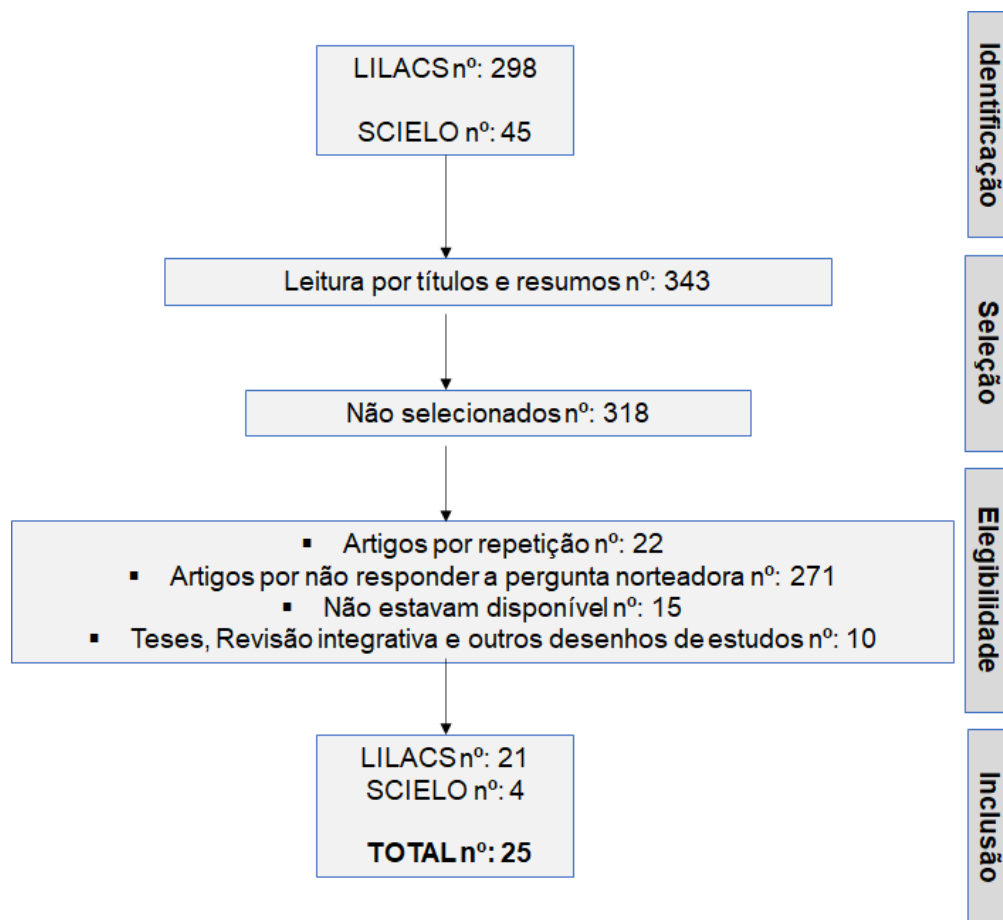 LILACS nº: 298
SCIELO nº: 45
Identificação
Leitura por títulos e resumos nº: 343
Seleção
Não selecionados nº: 318
▪ Artigos por repetição nº: 22
▪ Artigos por não responder a pergunta norteadora nº: 271
▪ Não estavam disponível nº: 15
▪ Teses, Revisão integrativa e outros desenhos de estudos nº: 10
Elegibilidade
LILACS nº: 21
SCIELO nº: 4
TOTAL nº: 25
Inclusão